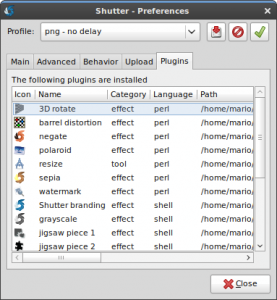 Shutter - Preferences
Profile: png - no delay
Main Advanced Behavior Upload Plugins
The following plugins are installed
Icon Name Category Language Path
3D rotate effect perl /home/mario/
barrel distortion effect perl /home/mario/
negate effect perl /home/mario/
polaroid effect perl /home/mario/
resize tool perl /home/mario/
sepia effect perl /home/mario/
watermark effect perl /home/mario/
Shutter branding effect shell /home/mario/
grayscale effect shell /home/mario/
jigsaw piece 1 effect shell /home/mario/
jigsaw piece 2 effect shell /home/mario/
Close